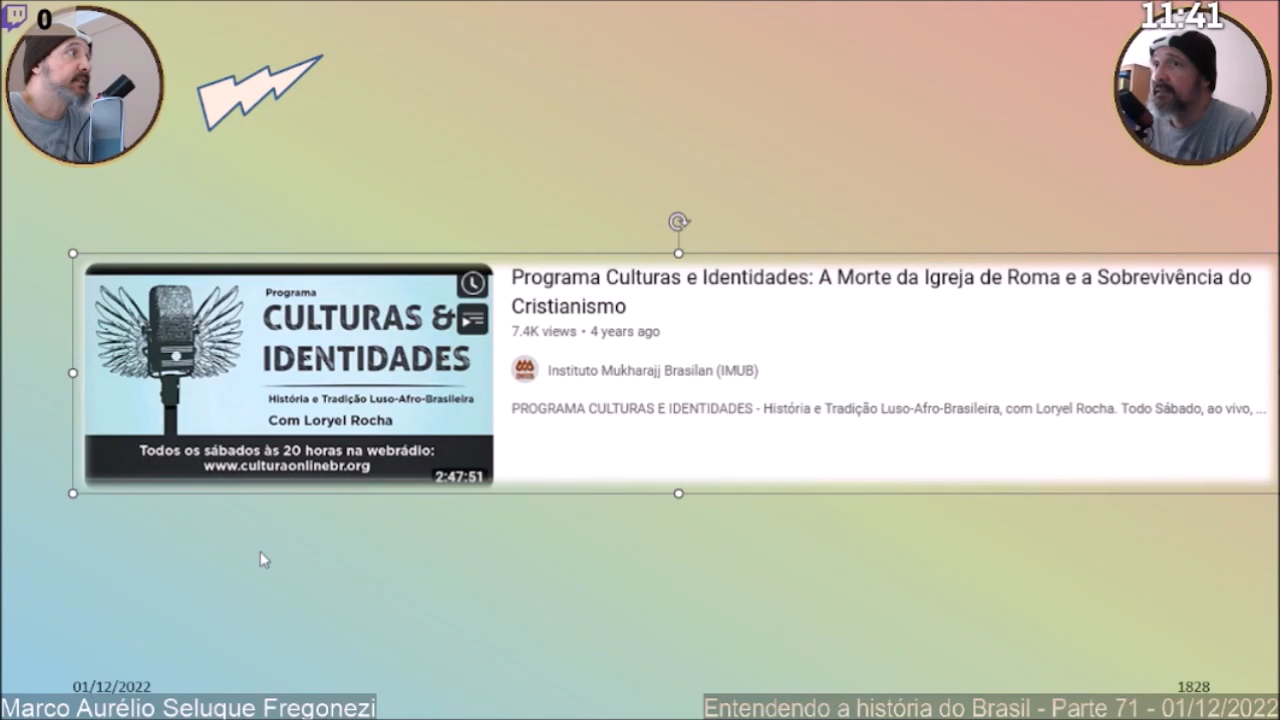 0
11:41
Programa
CULTURAS &
IDENTIDADES
História e Tradição Luso-Afro-Brasileira
Com Loryel Rocha
Todos os sábados às 20 horas na webrádio:
www.culturaonlinebr.org
2:47:51
Programa Culturas e Identidades: A Morte da Igreja de Roma e a Sobrevivência do
Cristianismo
7.4K views • 4 years ago
Instituto Mukharajj Brasilan (IMUB)
PROGRAMA CULTURAS E IDENTIDADES - História e Tradição Luso-Afro-Brasileira, com Loryel Rocha. Todo Sábado, ao vivo, ...
01/12/2022
1828
Marco Aurélio Seluque Fregonezi
Entendendo a história do Brasil - Parte 71 - 01/12/2022